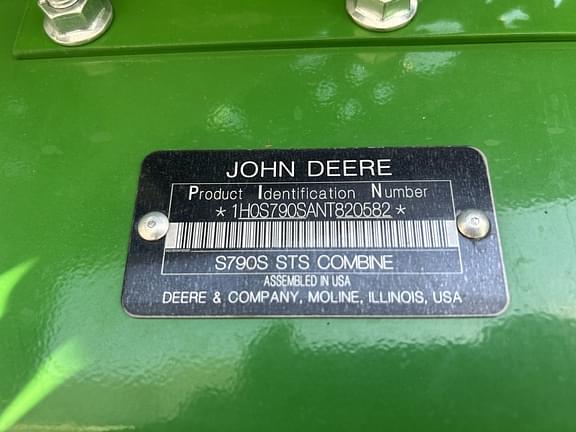 JOHN DEERE
Product Identification Number
* 1H0S790SANT820582 *
S790S STS COMBINE
ASSEMBLED IN USA
DEERE & COMPANY, MOLINE, ILLINOIS, USA